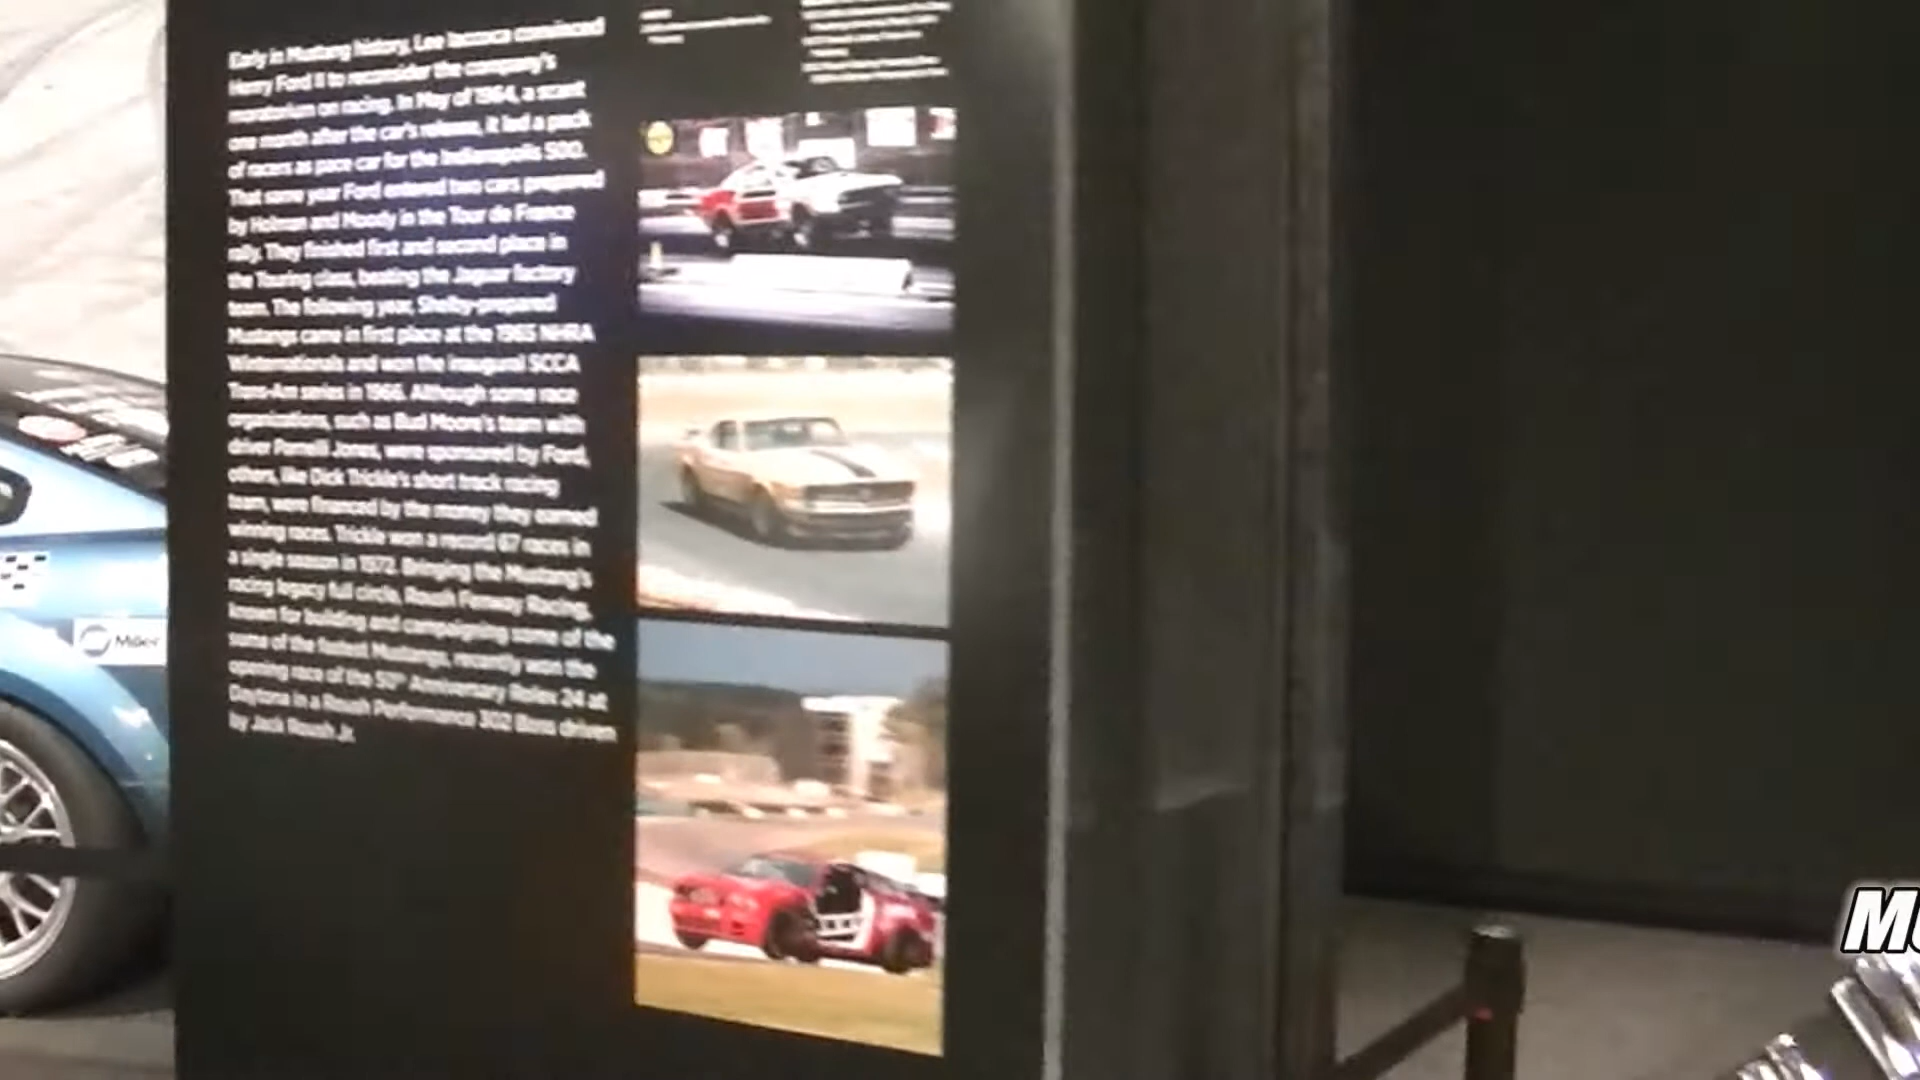 Early in Mustang history, Lee Iacocca convinced
Henry Ford II to reconsider the company's
moratorium on racing. In May of 1964, a scant
one month after the car's release, it led a pack
of racers as pace car for the Indianapolis 500.
That same year Ford entered two cars prepared
by Holman and Moody in the Tour de France
rally. They finished first and second place in
the Touring class, beating the Jaguar factory
team. The following year, Shelby-prepared
Mustangs came in first place at the 1965 NHRA
Winternationals and won the inaugural SCCA
Trans-Am series in 1966. Although some race
organizations, such as Bud Moore's team with
driver Parnelli Jones, were sponsored by Ford,
others, like Dick Trickle's short track racing
team, were financed by the money they earned
winning races. Trickle won a record 67 races in
a single season in 1972. Bringing the Mustang's
racing legacy full circle, Roush Fenway Racing,
known for building and campaigning some of the
some of the fastest Mustangs, recently won the
opening race of the 50th Anniversary Rolex 24 at
Daytona in a Roush Performance 302 Boss driven
by Jack Roush Jr.
Miller